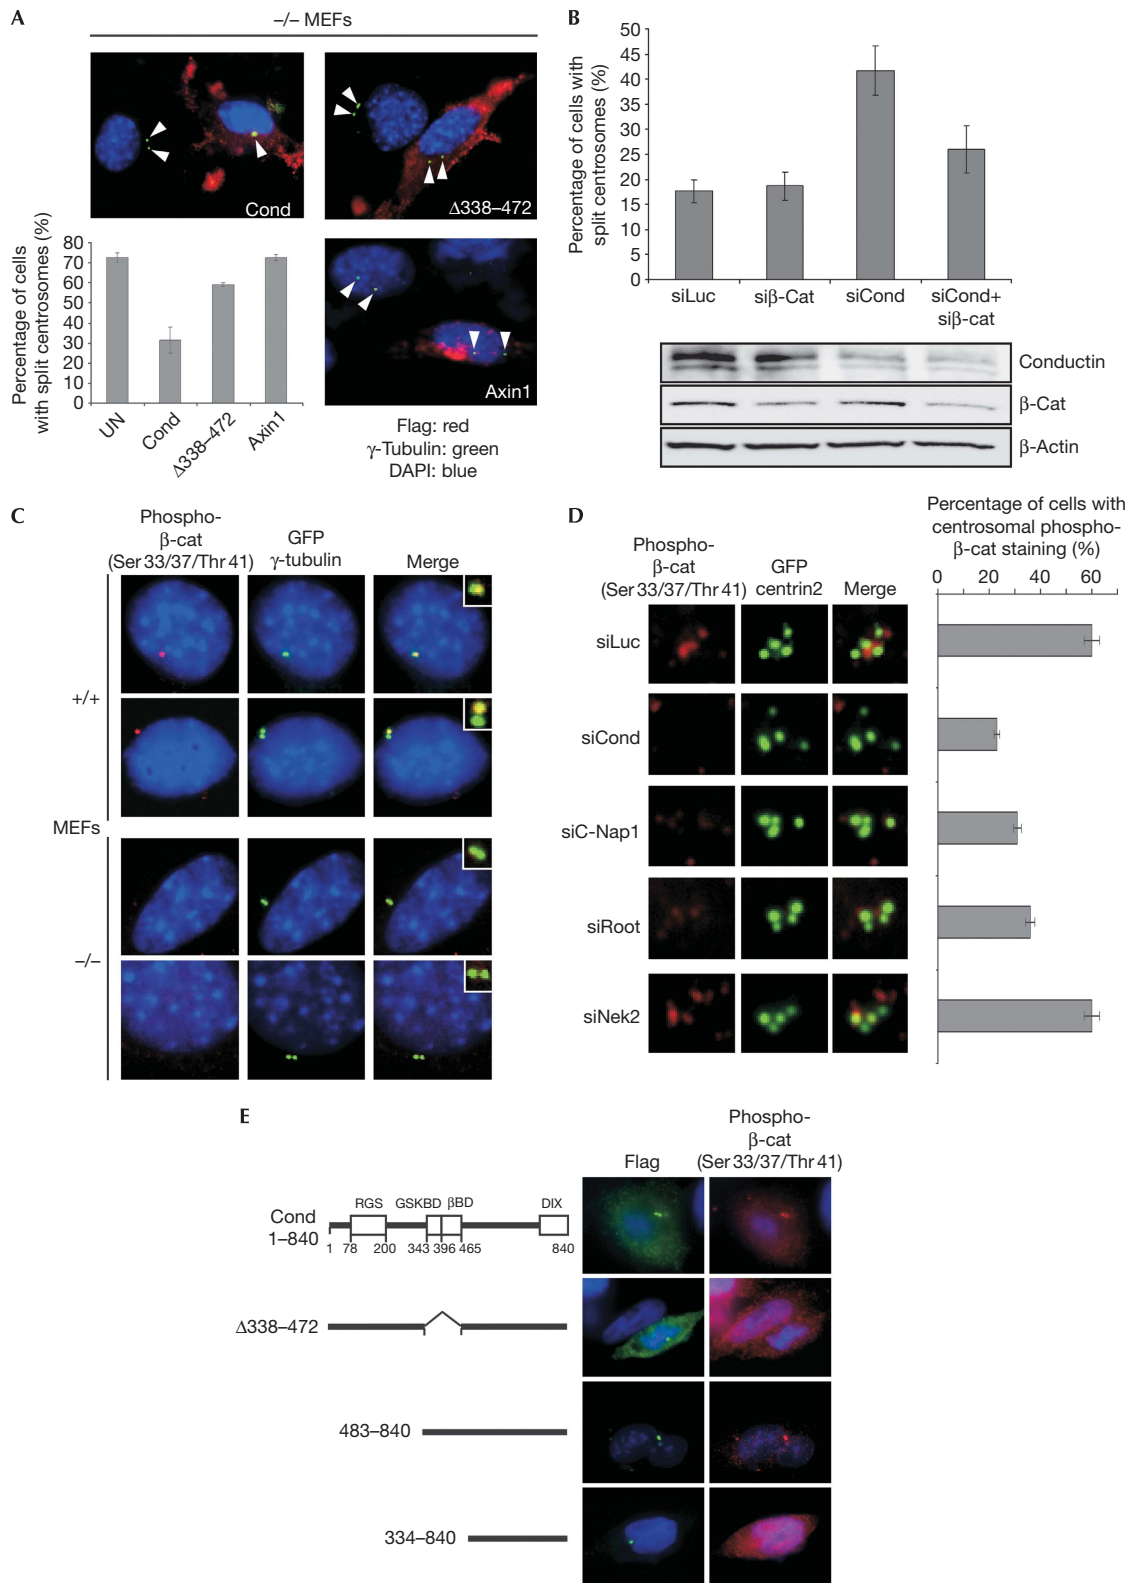 A
–/– MEFs
Cond
Δ338–472
Axin1
Percentage of cells
with split centrosomes (%)
80
70
60
50
40
30
20
10
0
UN
Cond
Δ338–472
Axin1
Flag: red
γ-Tubulin: green
DAPI: blue
B
Percentage of cells with
split centrosomes (%)
50
45
40
35
30
25
20
15
10
5
0
siLuc
siβ-Cat
siCond
siCond+
siβ-cat
Conductin
β-Cat
β-Actin
C
Phospho-
β-cat
(Ser 33/37/Thr 41)
GFP
γ-tubulin
Merge
+/+
MEFs
–/–
D
Phospho-
β-cat
(Ser 33/37/Thr 41)
GFP
centrin2
Merge
Percentage of cells with
centrosomal phospho-
β-cat staining (%)
0 20 40 60
siLuc
siCond
siC-Nap1
siRoot
siNek2
E
Flag
Phospho-
β-cat
(Ser 33/37/Thr 41)
Cond
1–840
RGS GSKBD βBD DIX
1 78 200 343 396 465 840
Δ338–472
483–840
334–840